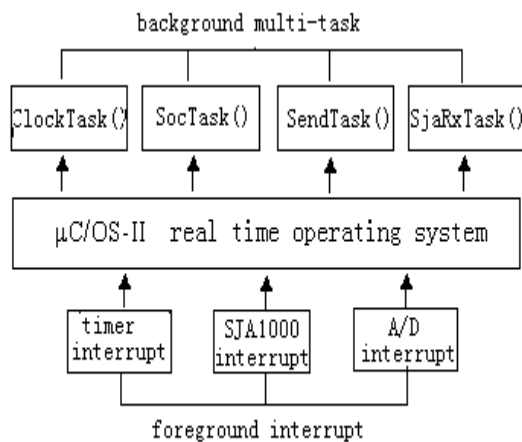 background multi-task
ClockTask()
SocTask()
SendTask()
SjaRxTask()
μC/OS-II real time operating system
timer
interrupt
SJA1000
interrupt
A/D
interrupt
foreground interrupt